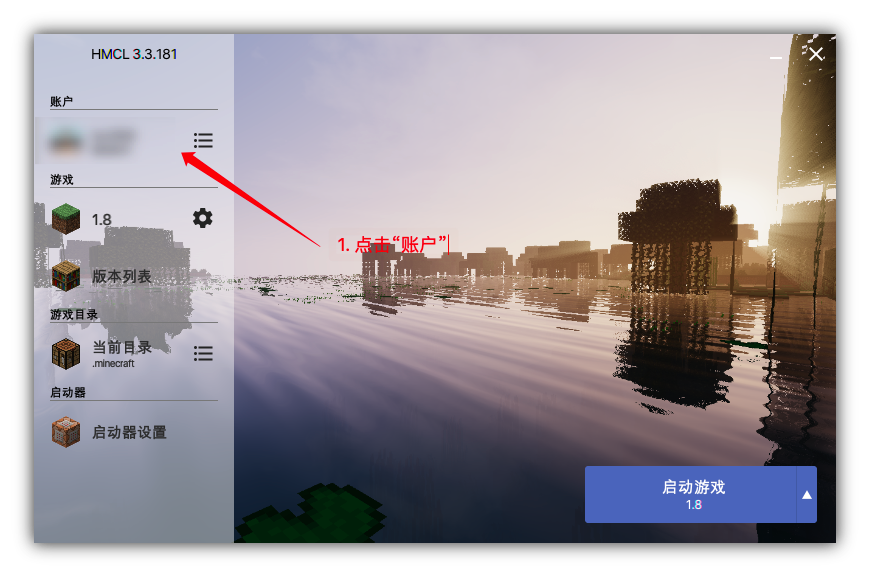 HMCL 3.3.181
账户
游戏
1.8
版本列表
游戏目录
当前目录
.minecraft
启动器
启动器设置
1. 点击“账户”
启动游戏
1.8